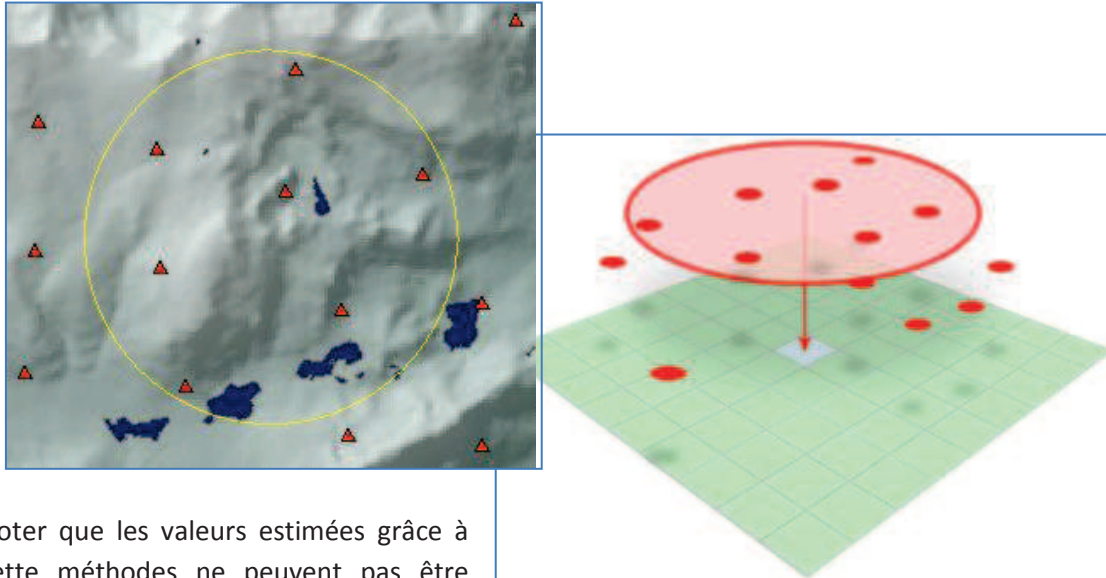 oter que les valeurs estimées grâce à
ette méthodes ne peuvent pas être